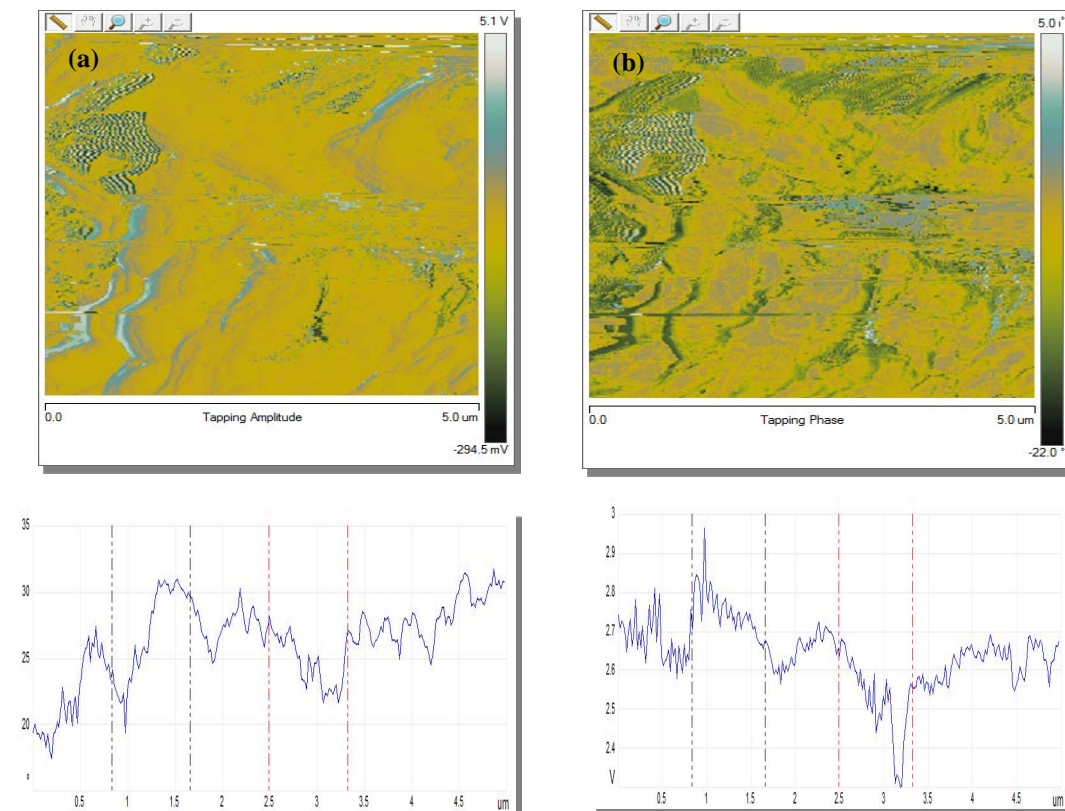 5.1 V
(a)
0.0 Tapping Amplitude 5.0 um
-294.5 mV
5.0
(b)
0.0 Tapping Phase 5.0 um
-22.0 °
35
30
25
20
°
0.5 1 1.5 2 2.5 3 3.5 4 4.5 um
3
2.9
2.8
2.7
2.6
2.5
2.4
V
0.5 1 1.5 2 2.5 3 3.5 4 4.5 um